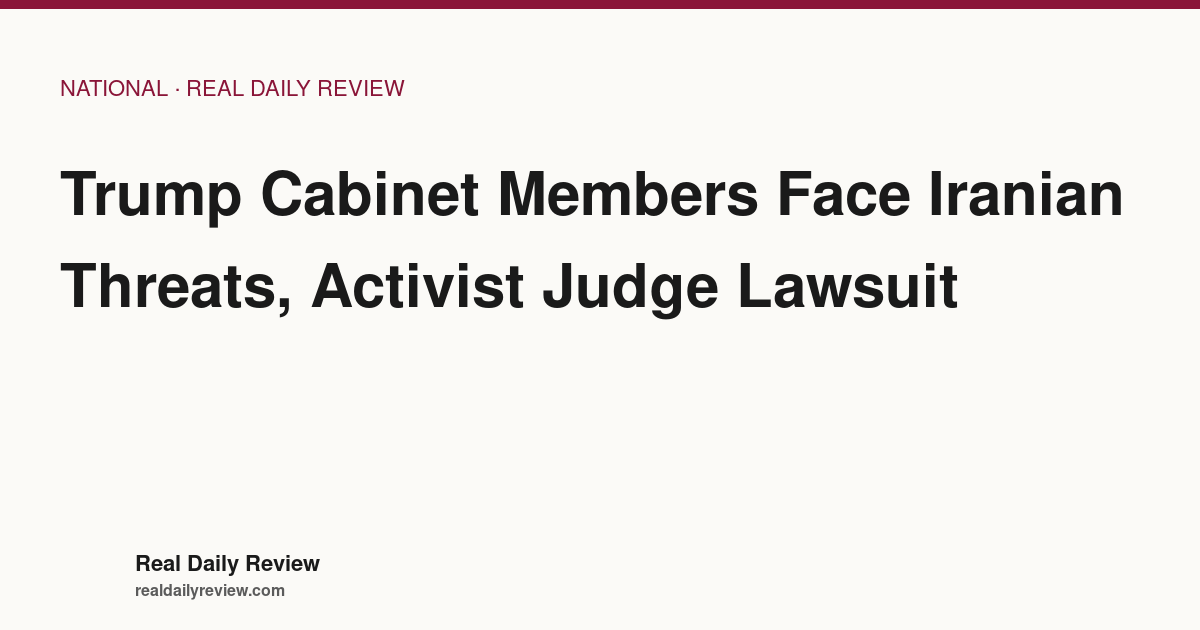 NATIONAL · REAL DAILY REVIEW
Trump Cabinet Members Face Iranian
Threats, Activist Judge Lawsuit
Real Daily Review
realdailyreview.com